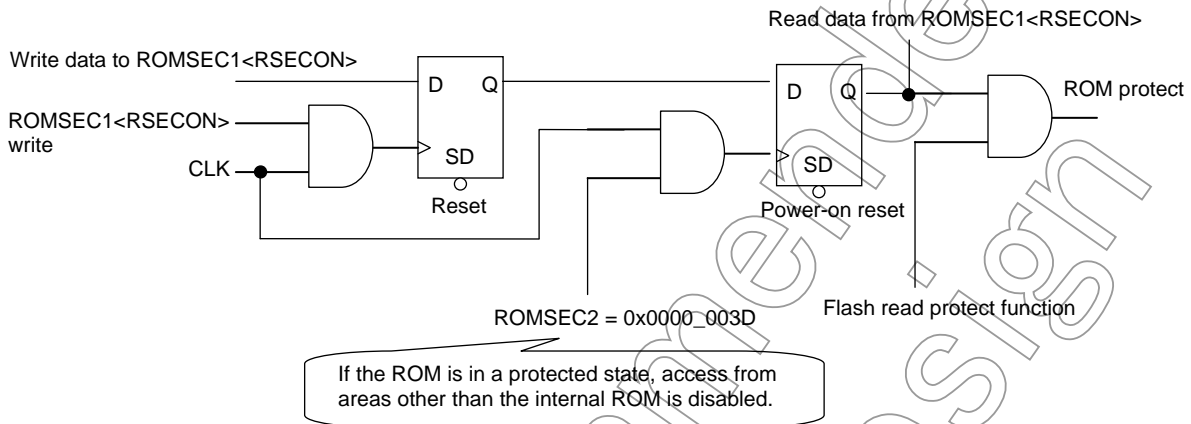 Read data from ROMSEC1<RSECON>
Write data to ROMSEC1<RSECON>
D Q
D Q
ROM protect
ROMSEC1<RSECON>
write
CLK
SD
SD
Reset
Power-on reset
ROMSEC2 = 0x0000_003D
Flash read protect function
If the ROM is in a protected state, access from
areas other than the internal ROM is disabled.